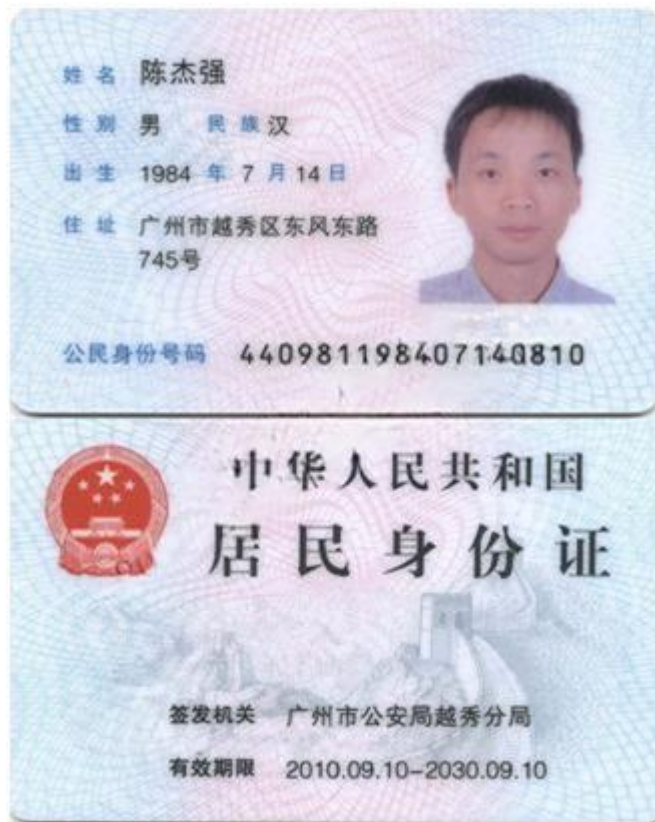 姓名 陈杰强
性别 男 民族 汉
出生 1984 年 7 月 14 日
住址 广州市越秀区东风东路
745号
公民身份号码 440981198407140810
中华人民共和国
居民身份证
签发机关 广州市公安局越秀分局
有效期限 2010.09.10-2030.09.10